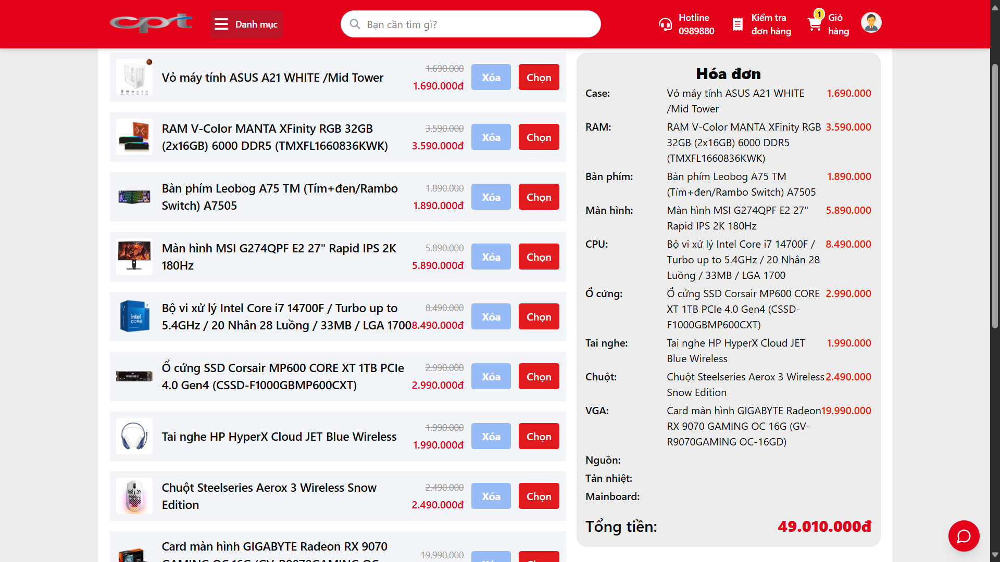 cpt
Danh mục
Bạn cần tìm gì?
Hotline
0989880
Kiểm tra
đơn hàng
1
Giỏ
hàng
Vỏ máy tính ASUS A21 WHITE /Mid Tower
1.690.000
1.690.000đ
Xóa
Chọn
RAM V-Color MANTA XFinity RGB 32GB
(2x16GB) 6000 DDR5 (TMXFL1660836KWK)
3.590.000
3.590.000đ
Xóa
Chọn
Bàn phím Leobog A75 TM (Tím+đen/Rambo
Switch) A7505
1.890.000
1.890.000đ
Xóa
Chọn
Màn hình MSI G274QPF E2 27" Rapid IPS 2K
180Hz
5.890.000
5.890.000đ
Xóa
Chọn
intel
CORE
i7
Bộ vi xử lý Intel Core i7 14700F / Turbo up to
5.4GHz / 20 Nhân 28 Luồng / 33MB / LGA 1700
8.490.000
8.490.000đ
Xóa
Chọn
Ổ cứng SSD Corsair MP600 CORE XT 1TB PCIe
4.0 Gen4 (CSSD-F1000GBMP600CXT)
2.990.000
2.990.000đ
Xóa
Chọn
Tai nghe HP HyperX Cloud JET Blue Wireless
1.990.000
1.990.000đ
Xóa
Chọn
Chuột Steelseries Aerox 3 Wireless Snow
Edition
2.490.000
2.490.000đ
Xóa
Chọn
Card màn hình GIGABYTE Radeon RX 9070
GAMING OC 16G (GV-R9070GAMING OC-
19.990.000
Xóa
Chọn
Hóa đơn
Case:
Vỏ máy tính ASUS A21 WHITE
/Mid Tower
1.690.000
RAM:
RAM V-Color MANTA XFinity RGB
32GB (2x16GB) 6000 DDR5
(TMXFL1660836KWK)
3.590.000
Bàn phím:
Bàn phím Leobog A75 TM
(Tím+đen/Rambo Switch) A7505
1.890.000
Màn hình:
Màn hình MSI G274QPF E2 27"
Rapid IPS 2K 180Hz
5.890.000
CPU:
Bộ vi xử lý Intel Core i7 14700F /
Turbo up to 5.4GHz / 20 Nhân 28
Luồng / 33MB / LGA 1700
8.490.000
Ổ cứng:
Ổ cứng SSD Corsair MP600 CORE
XT 1TB PCIe 4.0 Gen4 (CSSD-
F1000GBMP600CXT)
2.990.000
Tai nghe:
Tai nghe HP HyperX Cloud JET
Blue Wireless
1.990.000
Chuột:
Chuột Steelseries Aerox 3 Wireless
Snow Edition
2.490.000
VGA:
Card màn hình GIGABYTE Radeon
RX 9070 GAMING OC 16G (GV-
R9070GAMING OC-16GD)
19.990.000
Nguồn:
Tản nhiệt:
Mainboard:
Tổng tiền:
49.010.000đ